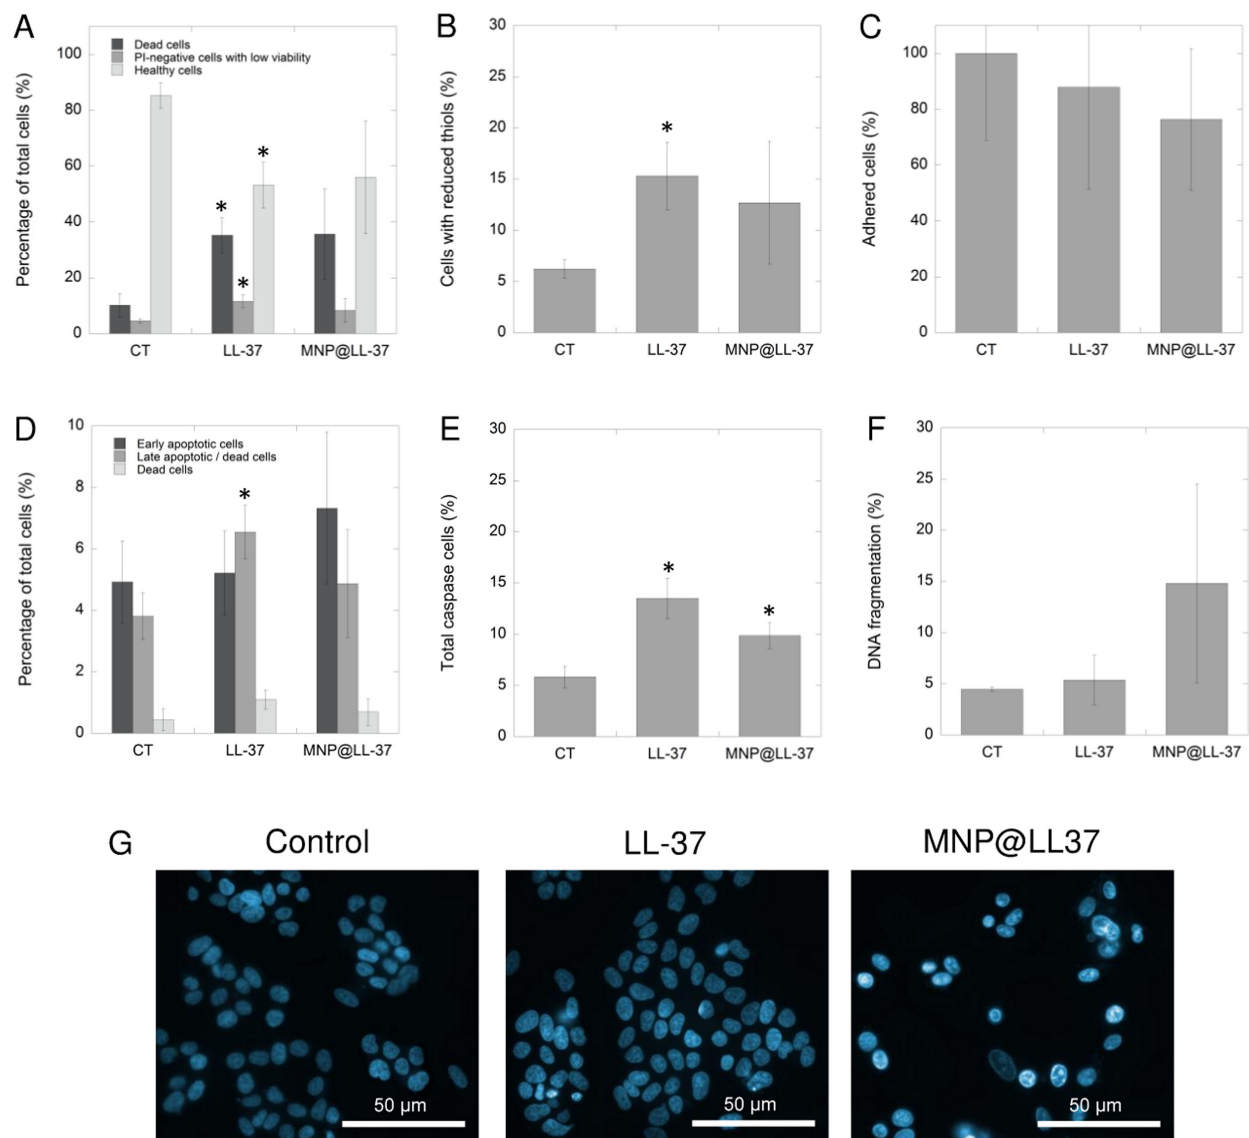 A
Percentage of total cells (%)
100
80
60
40
20
0
Dead cells
PI-negative cells with low viability
Healthy cells
*
*
*
CT LL-37 MNP@LL-37
B
Cells with reduced thiols (%)
30
25
20
15
10
5
0
*
CT LL-37 MNP@LL-37
C
Adhered cells (%)
100
80
60
40
20
0
CT LL-37 MNP@LL-37
D
Percentage of total cells (%)
10
8
6
4
2
0
Early apoptotic cells
Late apoptotic / dead cells
Dead cells
*
CT LL-37 MNP@LL-37
E
Total caspase cells (%)
30
25
20
15
10
5
0
*
*
CT LL-37 MNP@LL-37
F
DNA fragmentation (%)
30
25
20
15
10
5
0
CT LL-37 MNP@LL-37
G
Control LL-37 MNP@LL37
50 µm 50 µm 50 µm